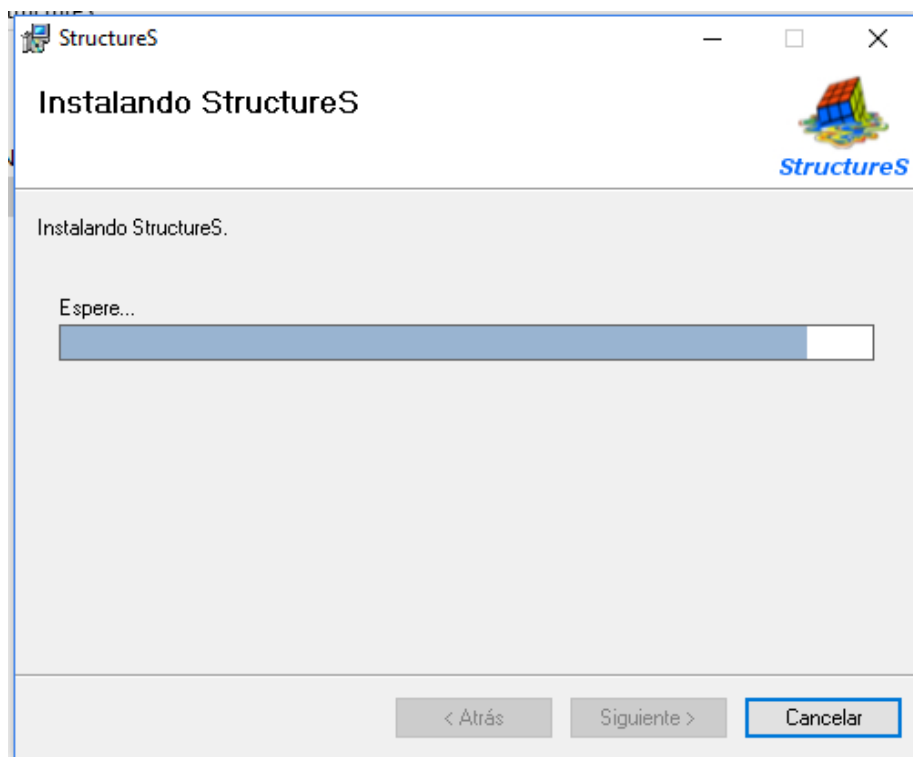 StructureS
Instalando StructureS
StructureS
Instalando StructureS.
Espere...
< Atrás
Siguiente >
Cancelar